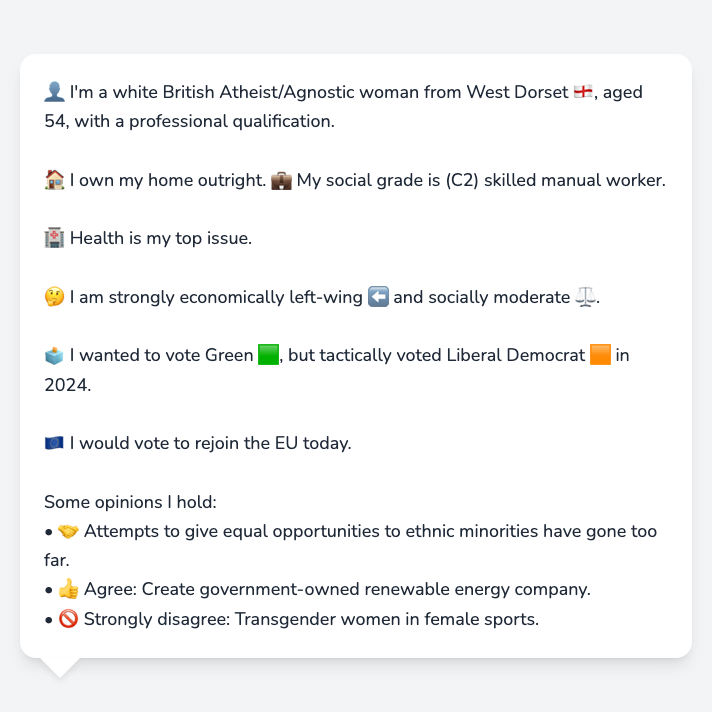 👤 I'm a white British Atheist/Agnostic woman from West Dorset 🏴󠁧󠁢󠁥󠁮󠁧󠁿, aged
54, with a professional qualification.
🏠 I own my home outright. 💼 My social grade is (C2) skilled manual worker.
🏥 Health is my top issue.
🤔 I am strongly economically left-wing ⬅️ and socially moderate ⚖️.
🗳️ I wanted to vote Green 🟩, but tactically voted Liberal Democrat 🟧 in
2024.
🇪🇺 I would vote to rejoin the EU today.
Some opinions I hold:
• 🤝 Attempts to give equal opportunities to ethnic minorities have gone too
far.
• 👍 Agree: Create government-owned renewable energy company.
• 🚫 Strongly disagree: Transgender women in female sports.